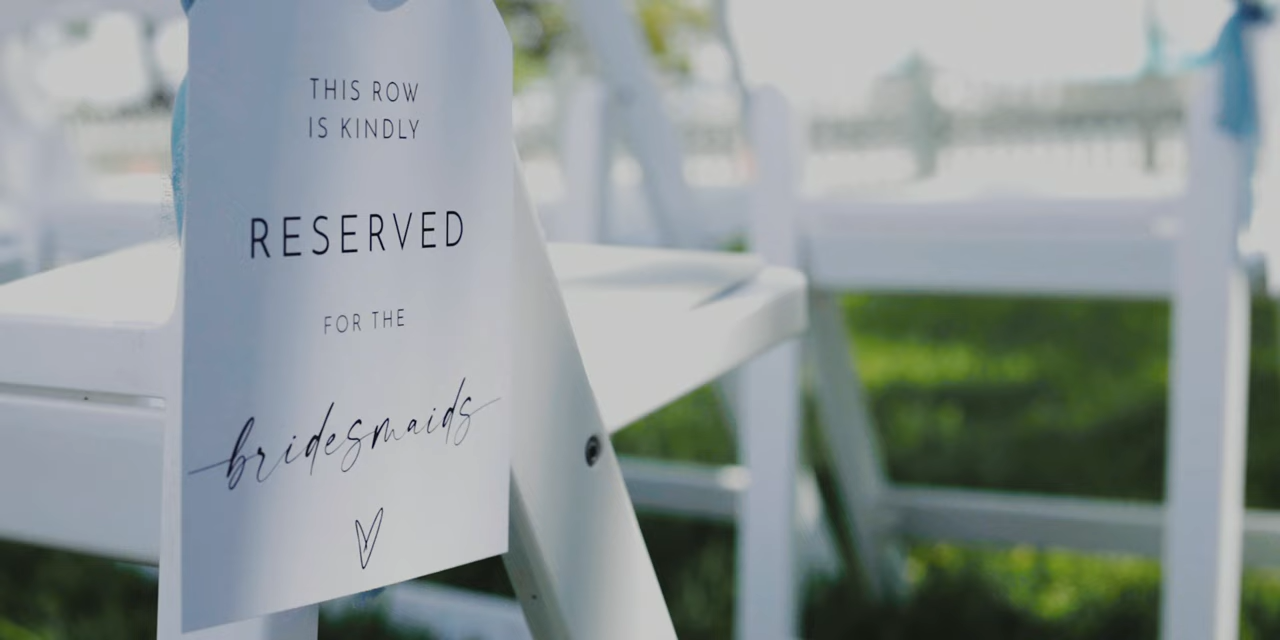 THIS ROW
IS KINDLY
RESERVED
FOR THE
bridesmaids